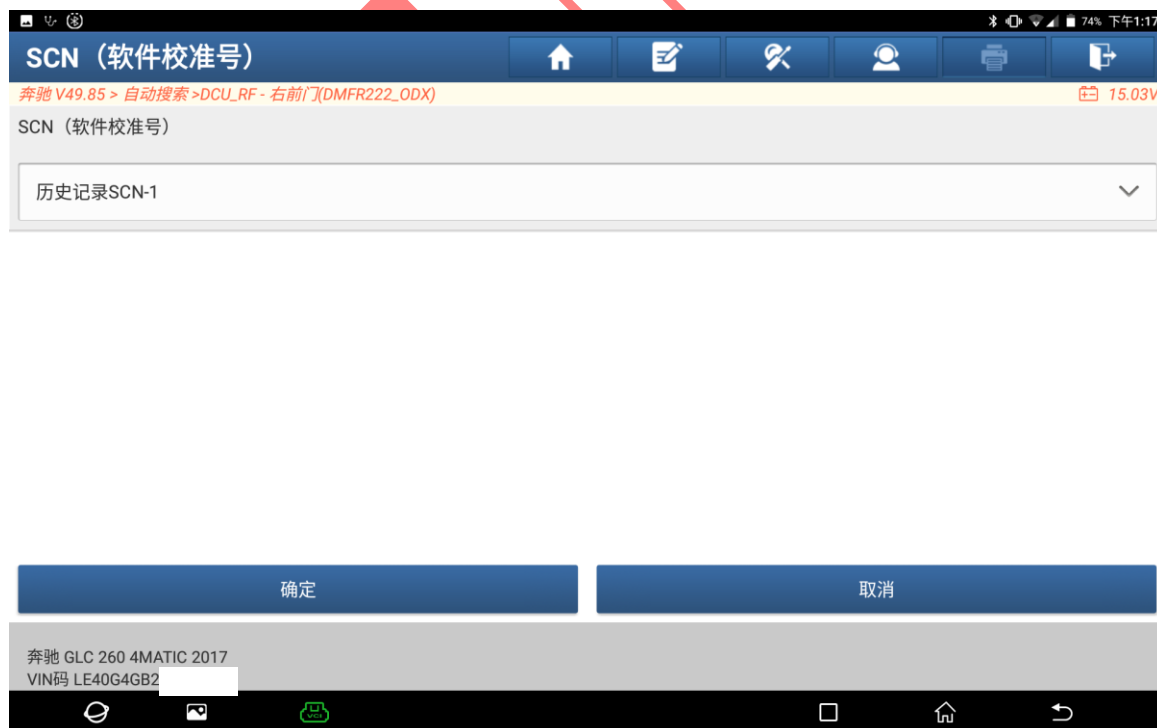 74% 下午1:17
SCN（软件校准号）
奔驰 V49.85 > 自动搜索 >DCU_RF - 右前门(DMFR222_ODX)
15.03V
SCN（软件校准号）
历史记录SCN-1
确定
取消
奔驰 GLC 260 4MATIC 2017
VIN码 LE40G4GB2
VCI